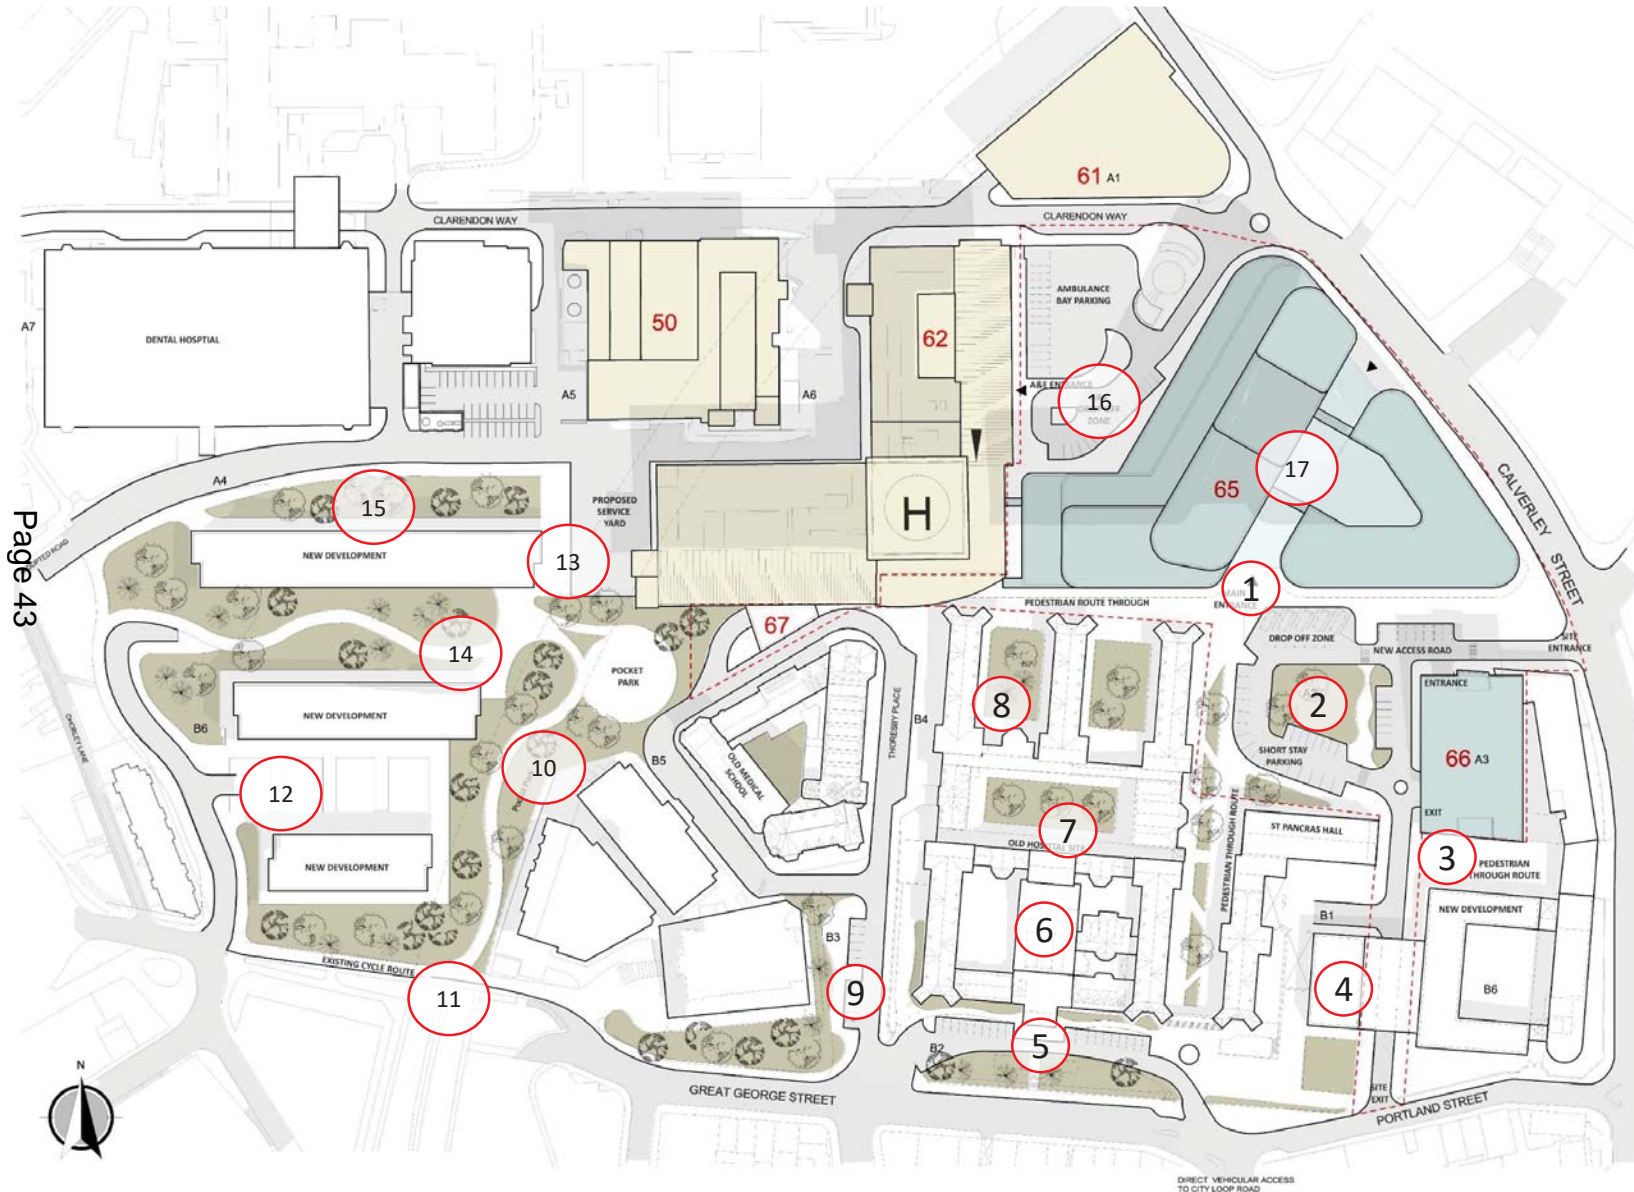 61 A1
CLARENDON WAY
CLARENDON WAY
AMBULANCE
BAY PARKING
A7
DENTAL HOSPTIAL
50
62
A5
A6
A&E ENTRANCE
16
ZONE
17
65
CALVERLEY
STREET
A4
15
PROPOSED
SERVICE
YARD
H
NEW DEVELOPMENT
13
Page 43
1
PEDESTRIAN ROUTE THROUGH
67
DROP OFF ZONE
NEW ACCESS ROAD
SITE
ENTRANCE
14
POCKET
PARK
ENTRANCE
8
2
NEW DEVELOPMENT
B6
CHORLEY LANE
THORESBY PLACE
B4
B5
SHORT STAY
PARKING
66 A3
10
12
OLD MEDICAL
SCHOOL
PEDESTRIAN THROUGH ROUTE
EXIT
7
ST PANCRAS HALL
3
PEDESTRIAN
THROUGH ROUTE
NEW DEVELOPMENT
NEW DEVELOPMENT
B1
6
B3
EXISTING CYCLE ROUTE
11
9
4
B6
5
B2
N
GREAT GEORGE STREET
SITE
EXIT
PORTLAND STREET
DIRECT VEHICULAR ACCESS
TO CITY LOOP ROAD